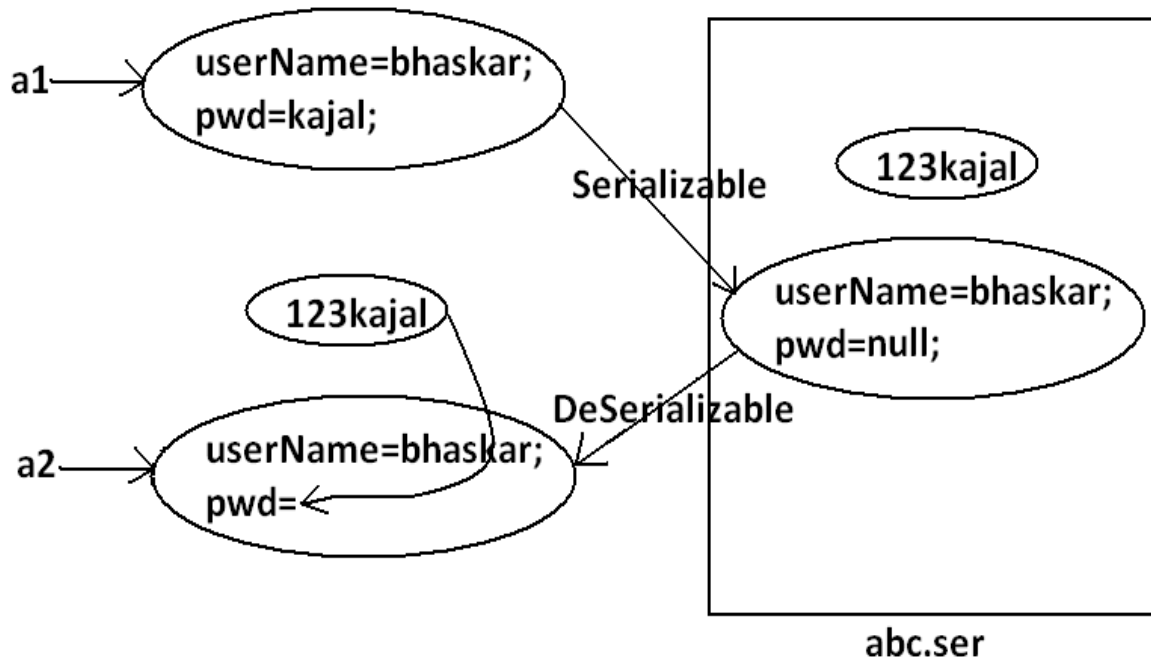 a1
userName=bhaskar;
pwd=kajal;
Serializable
123kajal
userName=bhaskar;
pwd=null;
123kajal
DeSerializable
a2
userName=bhaskar;
pwd=
abc.ser